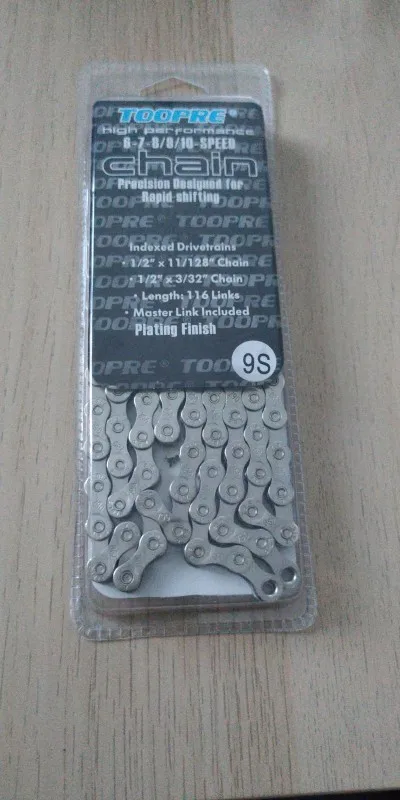 TOOPRE®
high performance
6-7-8/9/10-SPEED
chain
Precision Designed for
Rapid shifting
Indexed Drivetrains
• 1/2" x 11/128" Chain
• 1/2" x 3/32" Chain
• Length: 116 Links
• Master Link Included
Plating Finish
9S